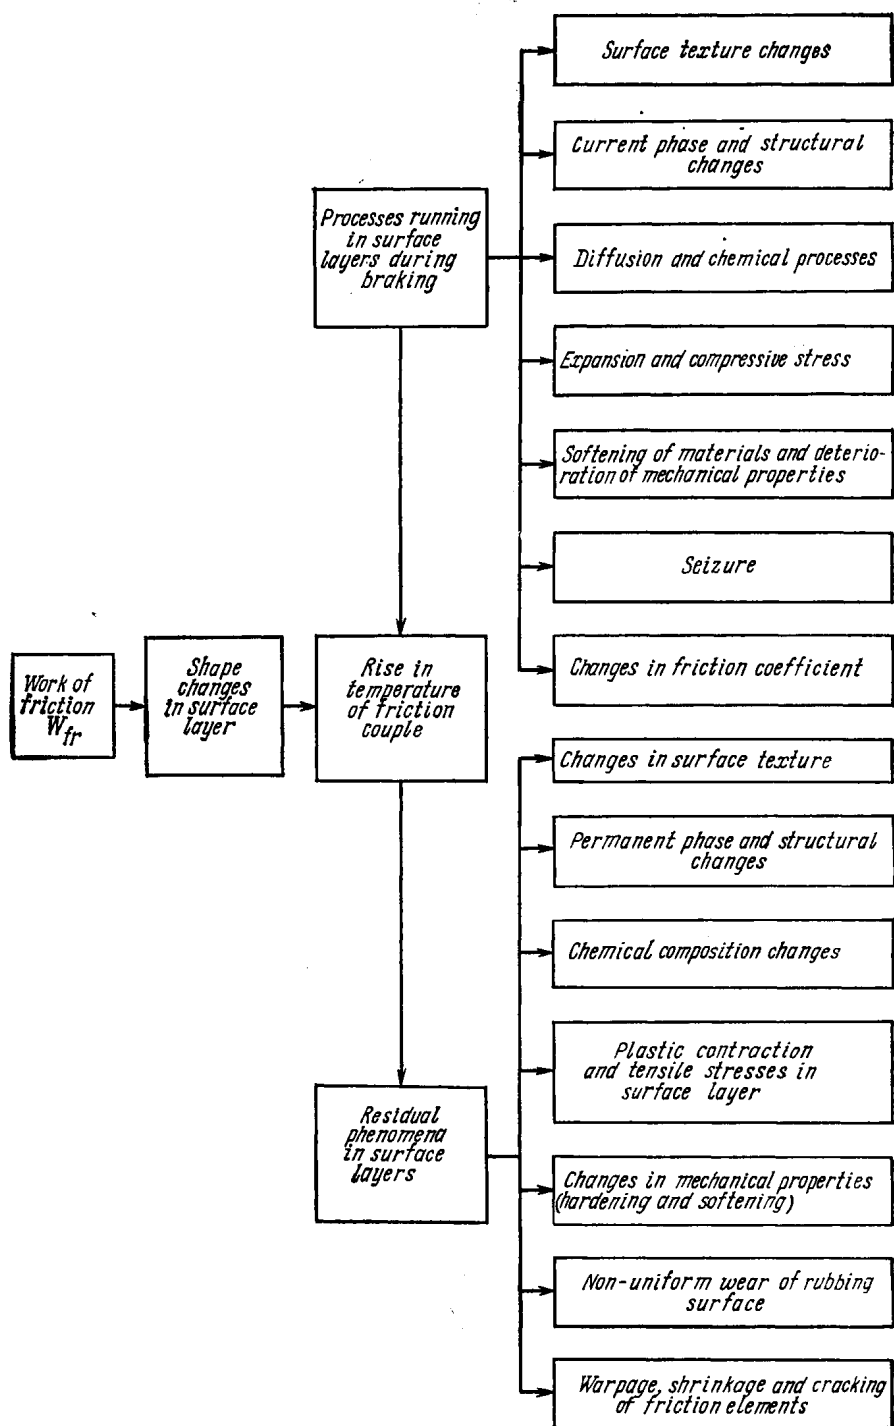 Surface texture changes
Current phase and structural
changes
Processes running
in surface
layers during
braking
Diffusion and chemical processes
Expansion and compressive stress
Softening of materials and deterio-
ration of mechanical properties
Seizure
Changes in friction coefficient
Work of
friction
Wfr
Shape
changes
in surface
layer
Rise in
temperature
of friction
couple
Changes in surface texture
Permanent phase and structural
changes
Chemical composition changes
Plastic contraction
and tensile stresses in
surface layer
Residual
phenomena
in surface
layers
Changes in mechanical properties
(hardening and softening)
Non-uniform wear of rubbing
surface
Warpage, shrinkage and cracking
of friction elements